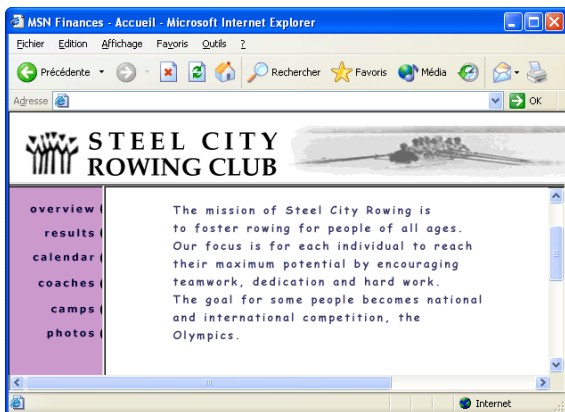 MSN Finances - Accueil - Microsoft Internet Explorer
Fichier Edition Affichage Favoris Outils ?
Précédente Rechercher Favoris Média
Adresse OK
STEEL CITY
ROWING CLUB
overview
results
calendar
coaches
camps
photos
The mission of Steel City Rowing is
to foster rowing for people of all ages.
Our focus is for each individual to reach
their maximum potential by encouraging
teamwork, dedication and hard work.
The goal for some people becomes national
and international competition, the
Olympics.
Internet